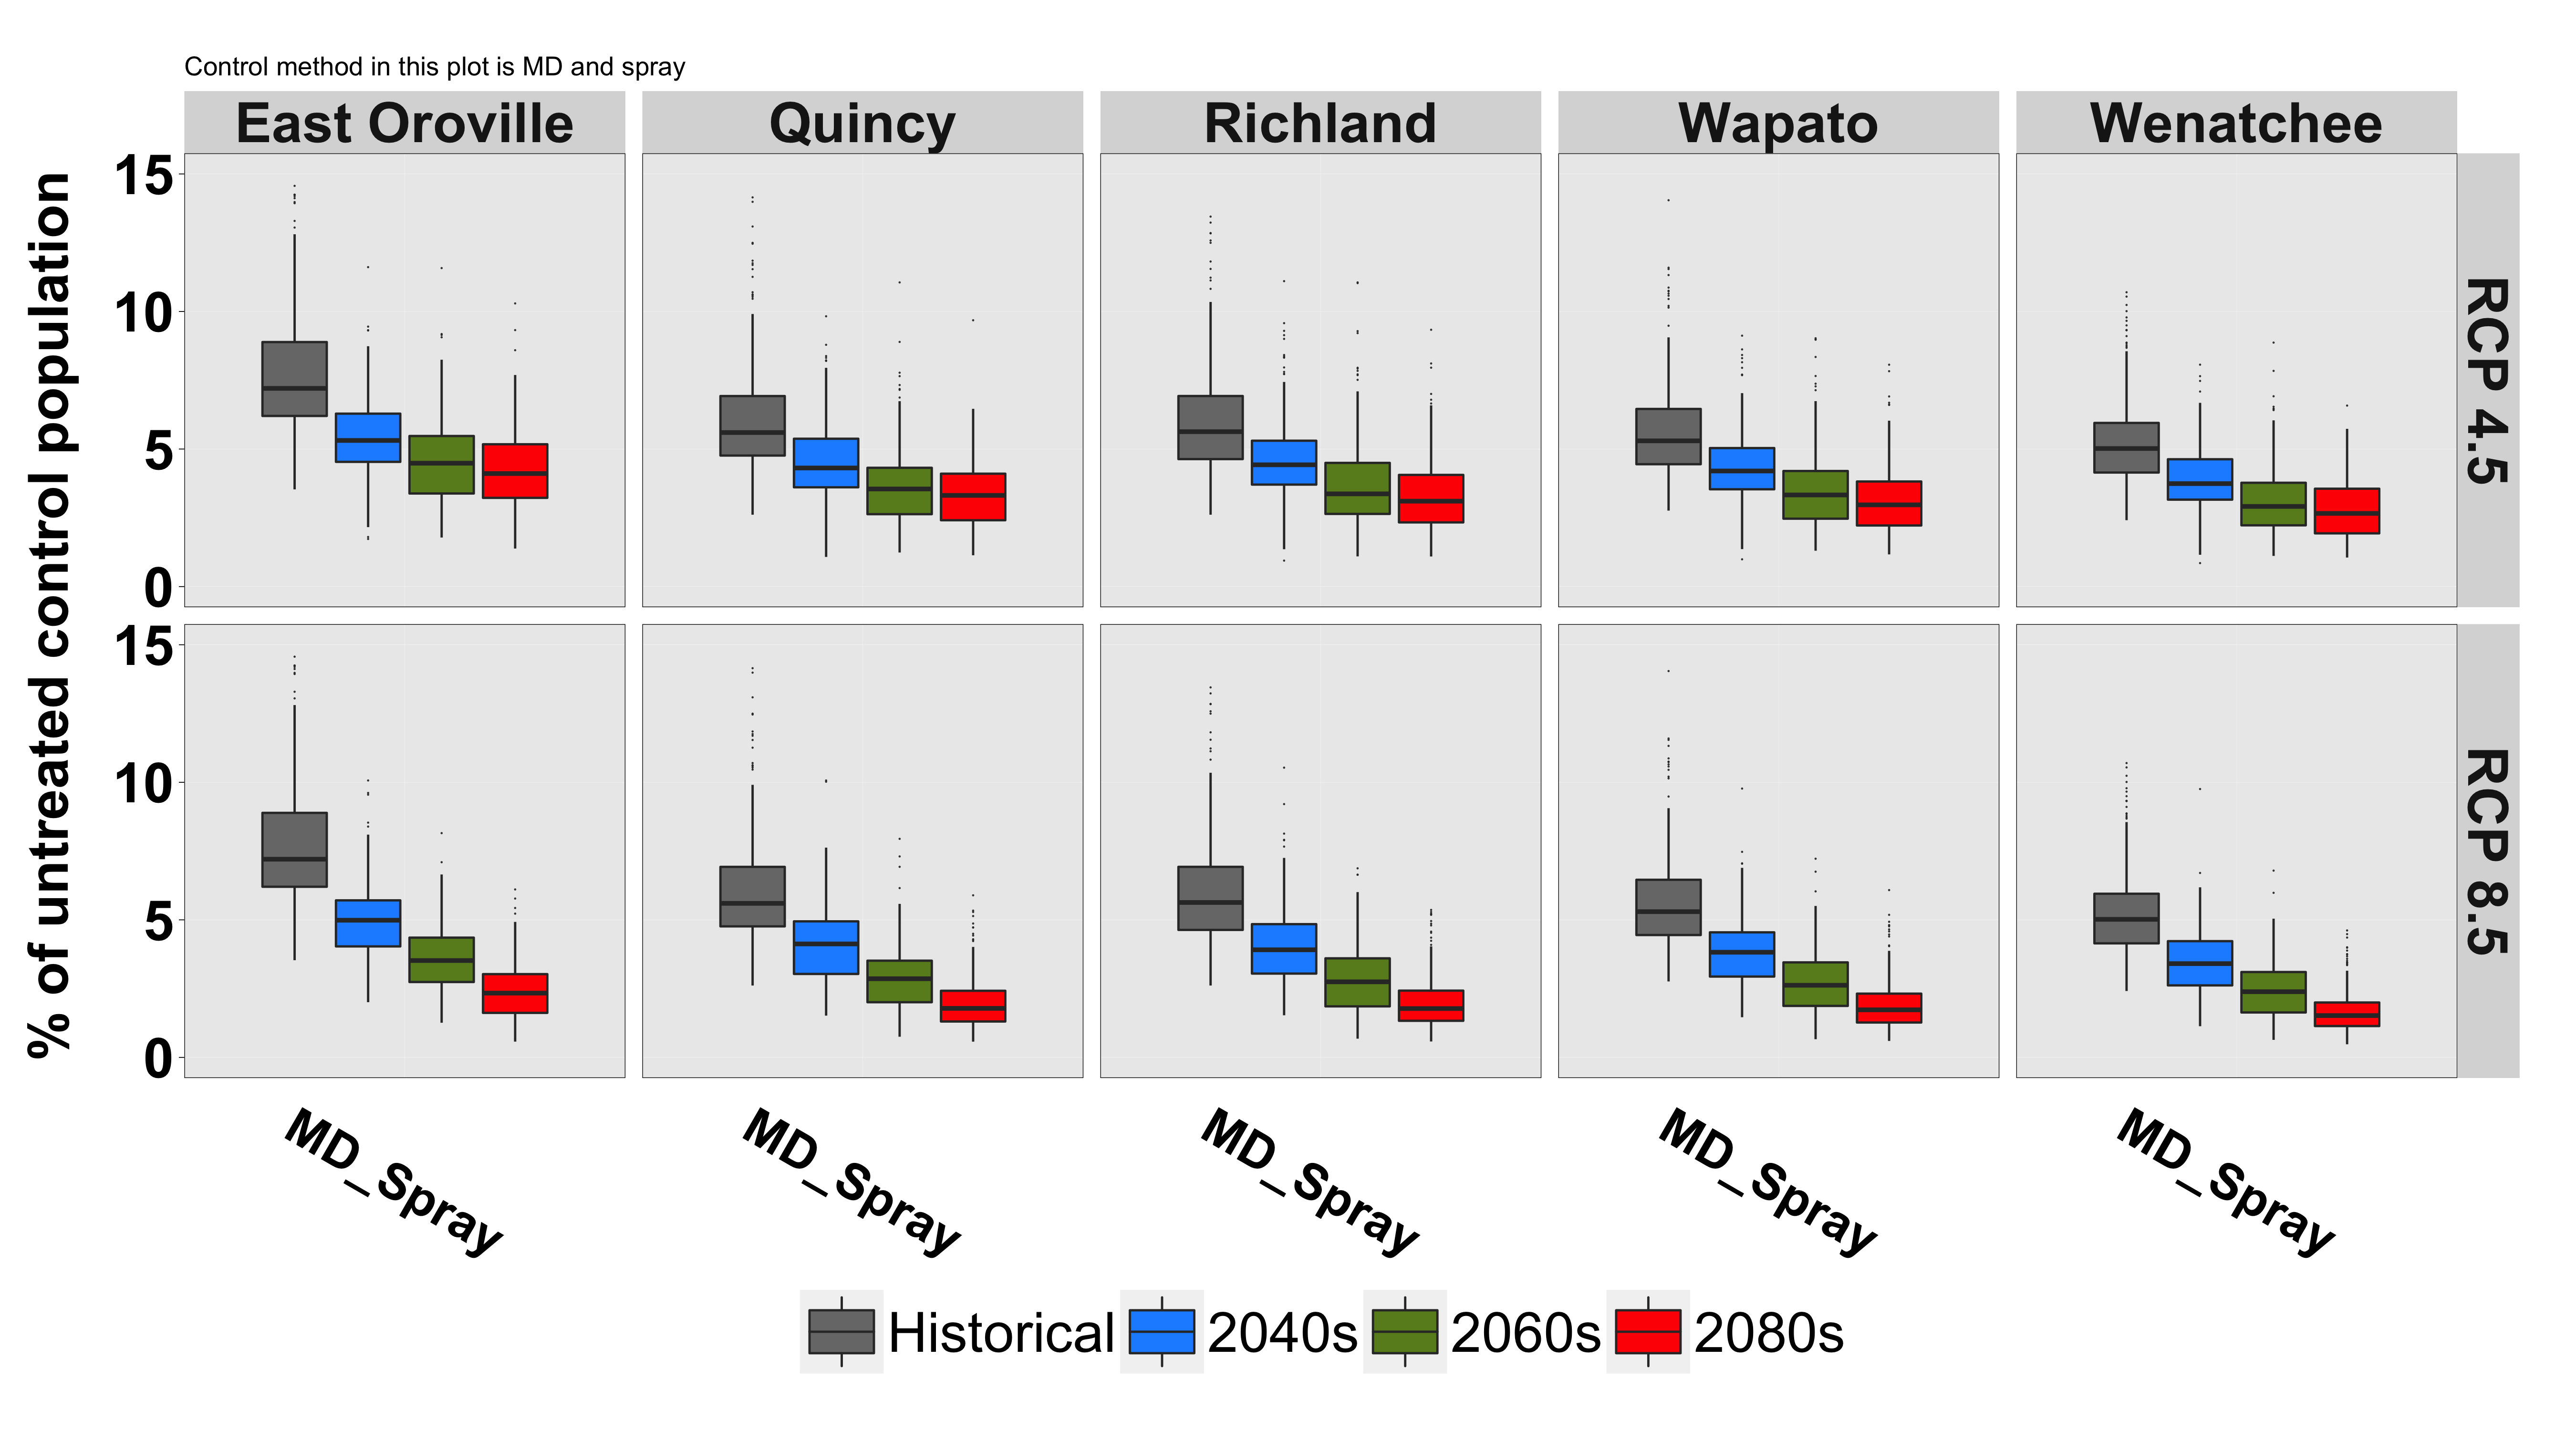 Control method in this plot is MD and spray
East Oroville
Quincy
Richland
Wapato
Wenatchee
% of untreated control population
15
10
5
0
RCP 4.5
15
10
5
0
RCP 8.5
MD_Spray
MD_Spray
MD_Spray
MD_Spray
MD_Spray
Historical
2040s
2060s
2080s